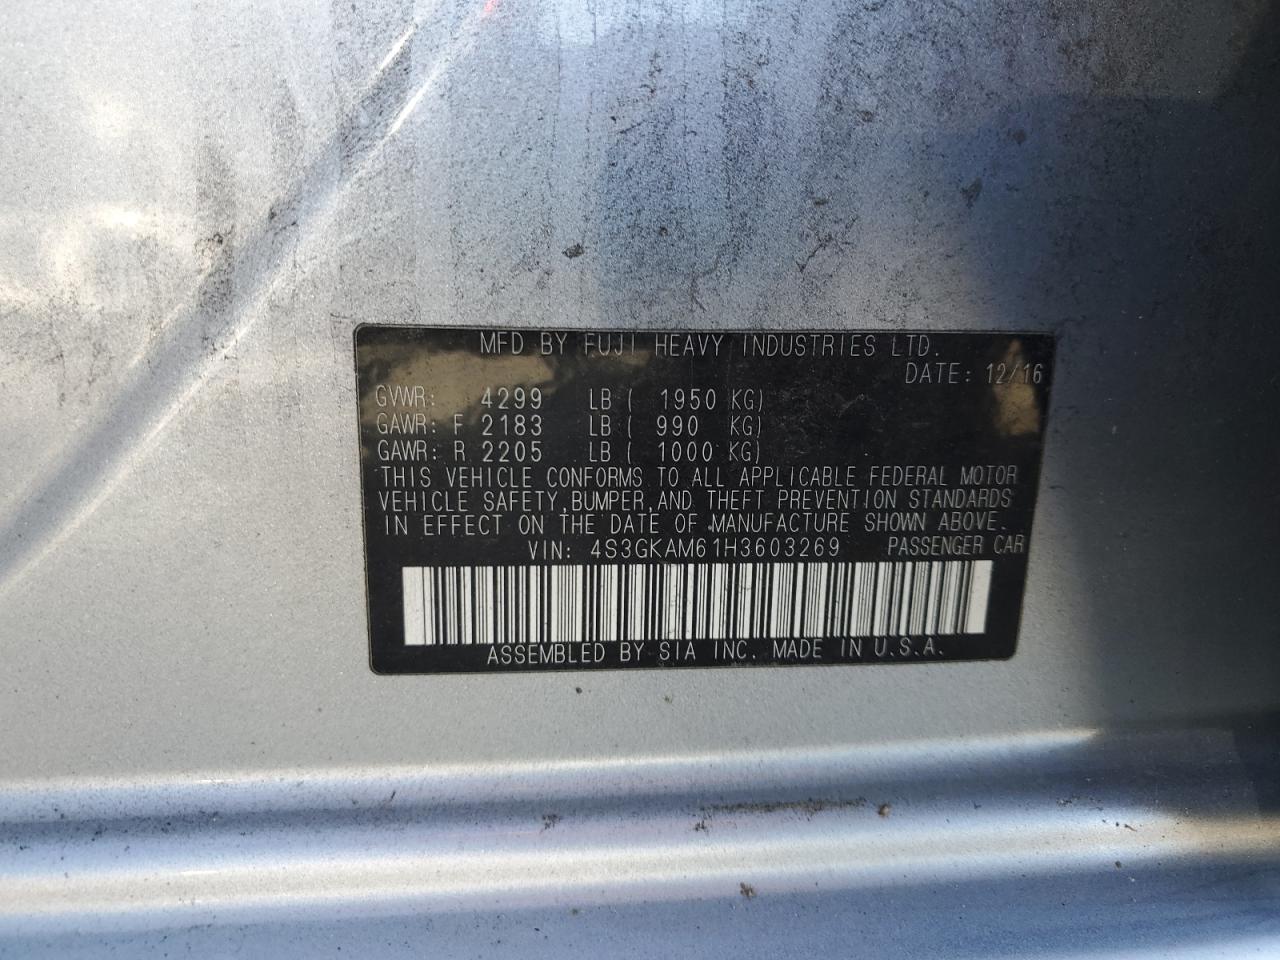 MFD BY FUJI HEAVY INDUSTRIES LTD.
DATE: 12/16
GVWR: 4299 LB ( 1950 KG)
GAWR: F 2183 LB ( 990 KG)
GAWR: R 2205 LB ( 1000 KG)
THIS VEHICLE CONFORMS TO ALL APPLICABLE FEDERAL MOTOR
VEHICLE SAFETY, BUMPER, AND THEFT PREVENTION STANDARDS
IN EFFECT ON THE DATE OF MANUFACTURE SHOWN ABOVE.
VIN: 4S3GKAM61H3603269 PASSENGER CAR
ASSEMBLED BY SIA INC. MADE IN U.S.A.